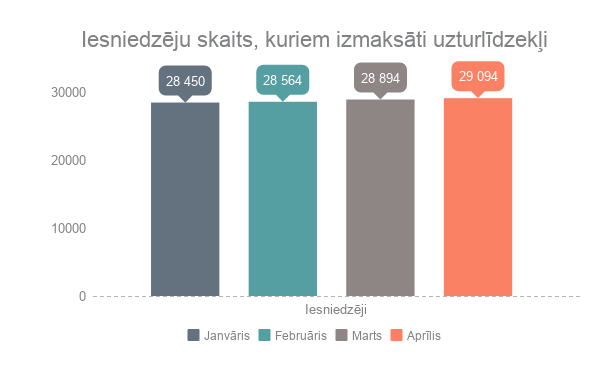 Iesniedzēju skaits, kuriem izmaksāti uzturlīdzekļi
28 450 28 564 28 894 29 094
30000
20000
10000
0
Iesniedzēji
Janvāris Februāris Marts Aprīlis